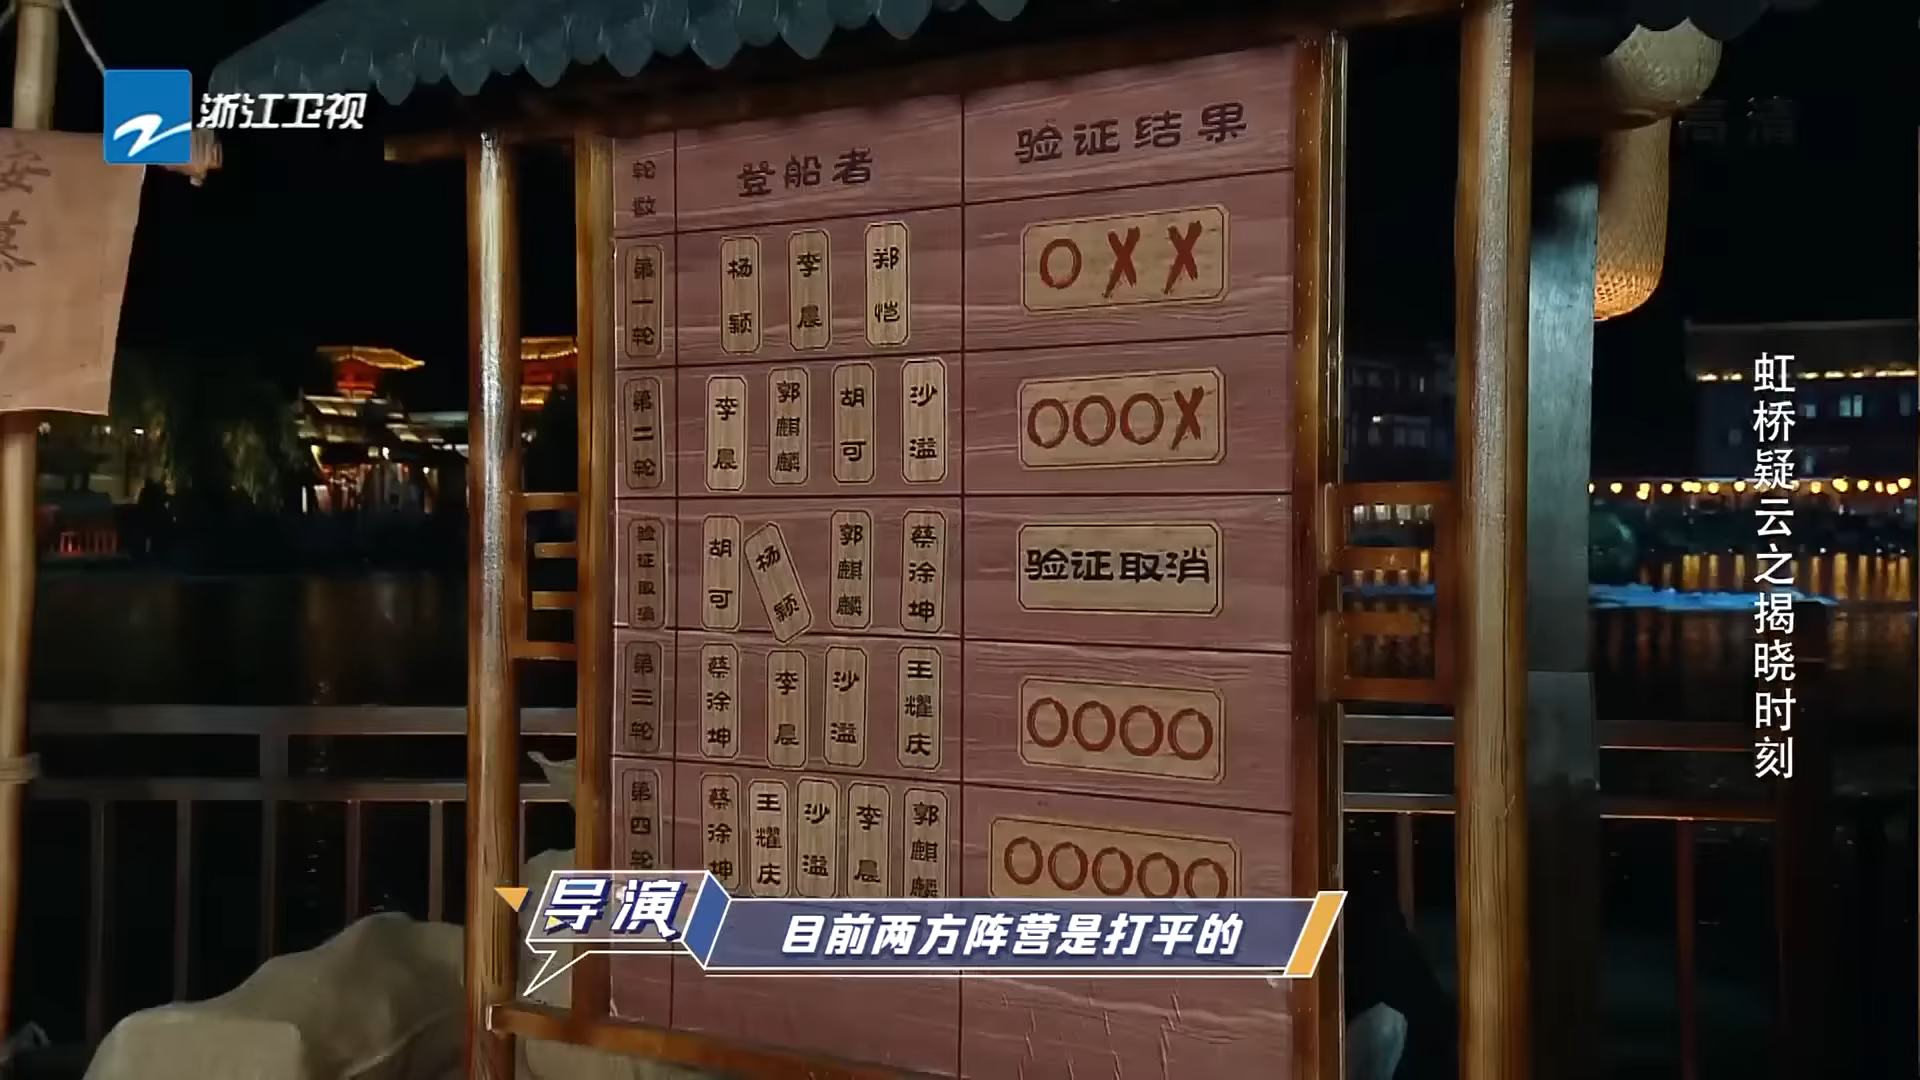 浙江卫视
高清
安
慕
轮数 登船者 验证结果
第一轮 杨颖 李晨 郑恺 OXX
第二轮 李晨 郭麒麟 胡可 沙溢 OOOX
验证取消 胡可 杨颖 郭麒麟 蔡徐坤 验证取消
第三轮 蔡徐坤 李晨 沙溢 王耀庆 OOOO
第四轮 蔡徐坤 王耀庆 沙溢 李晨 郭麒麟 OOOOO
虹桥疑云之揭晓时刻
导演 目前两方阵营是打平的